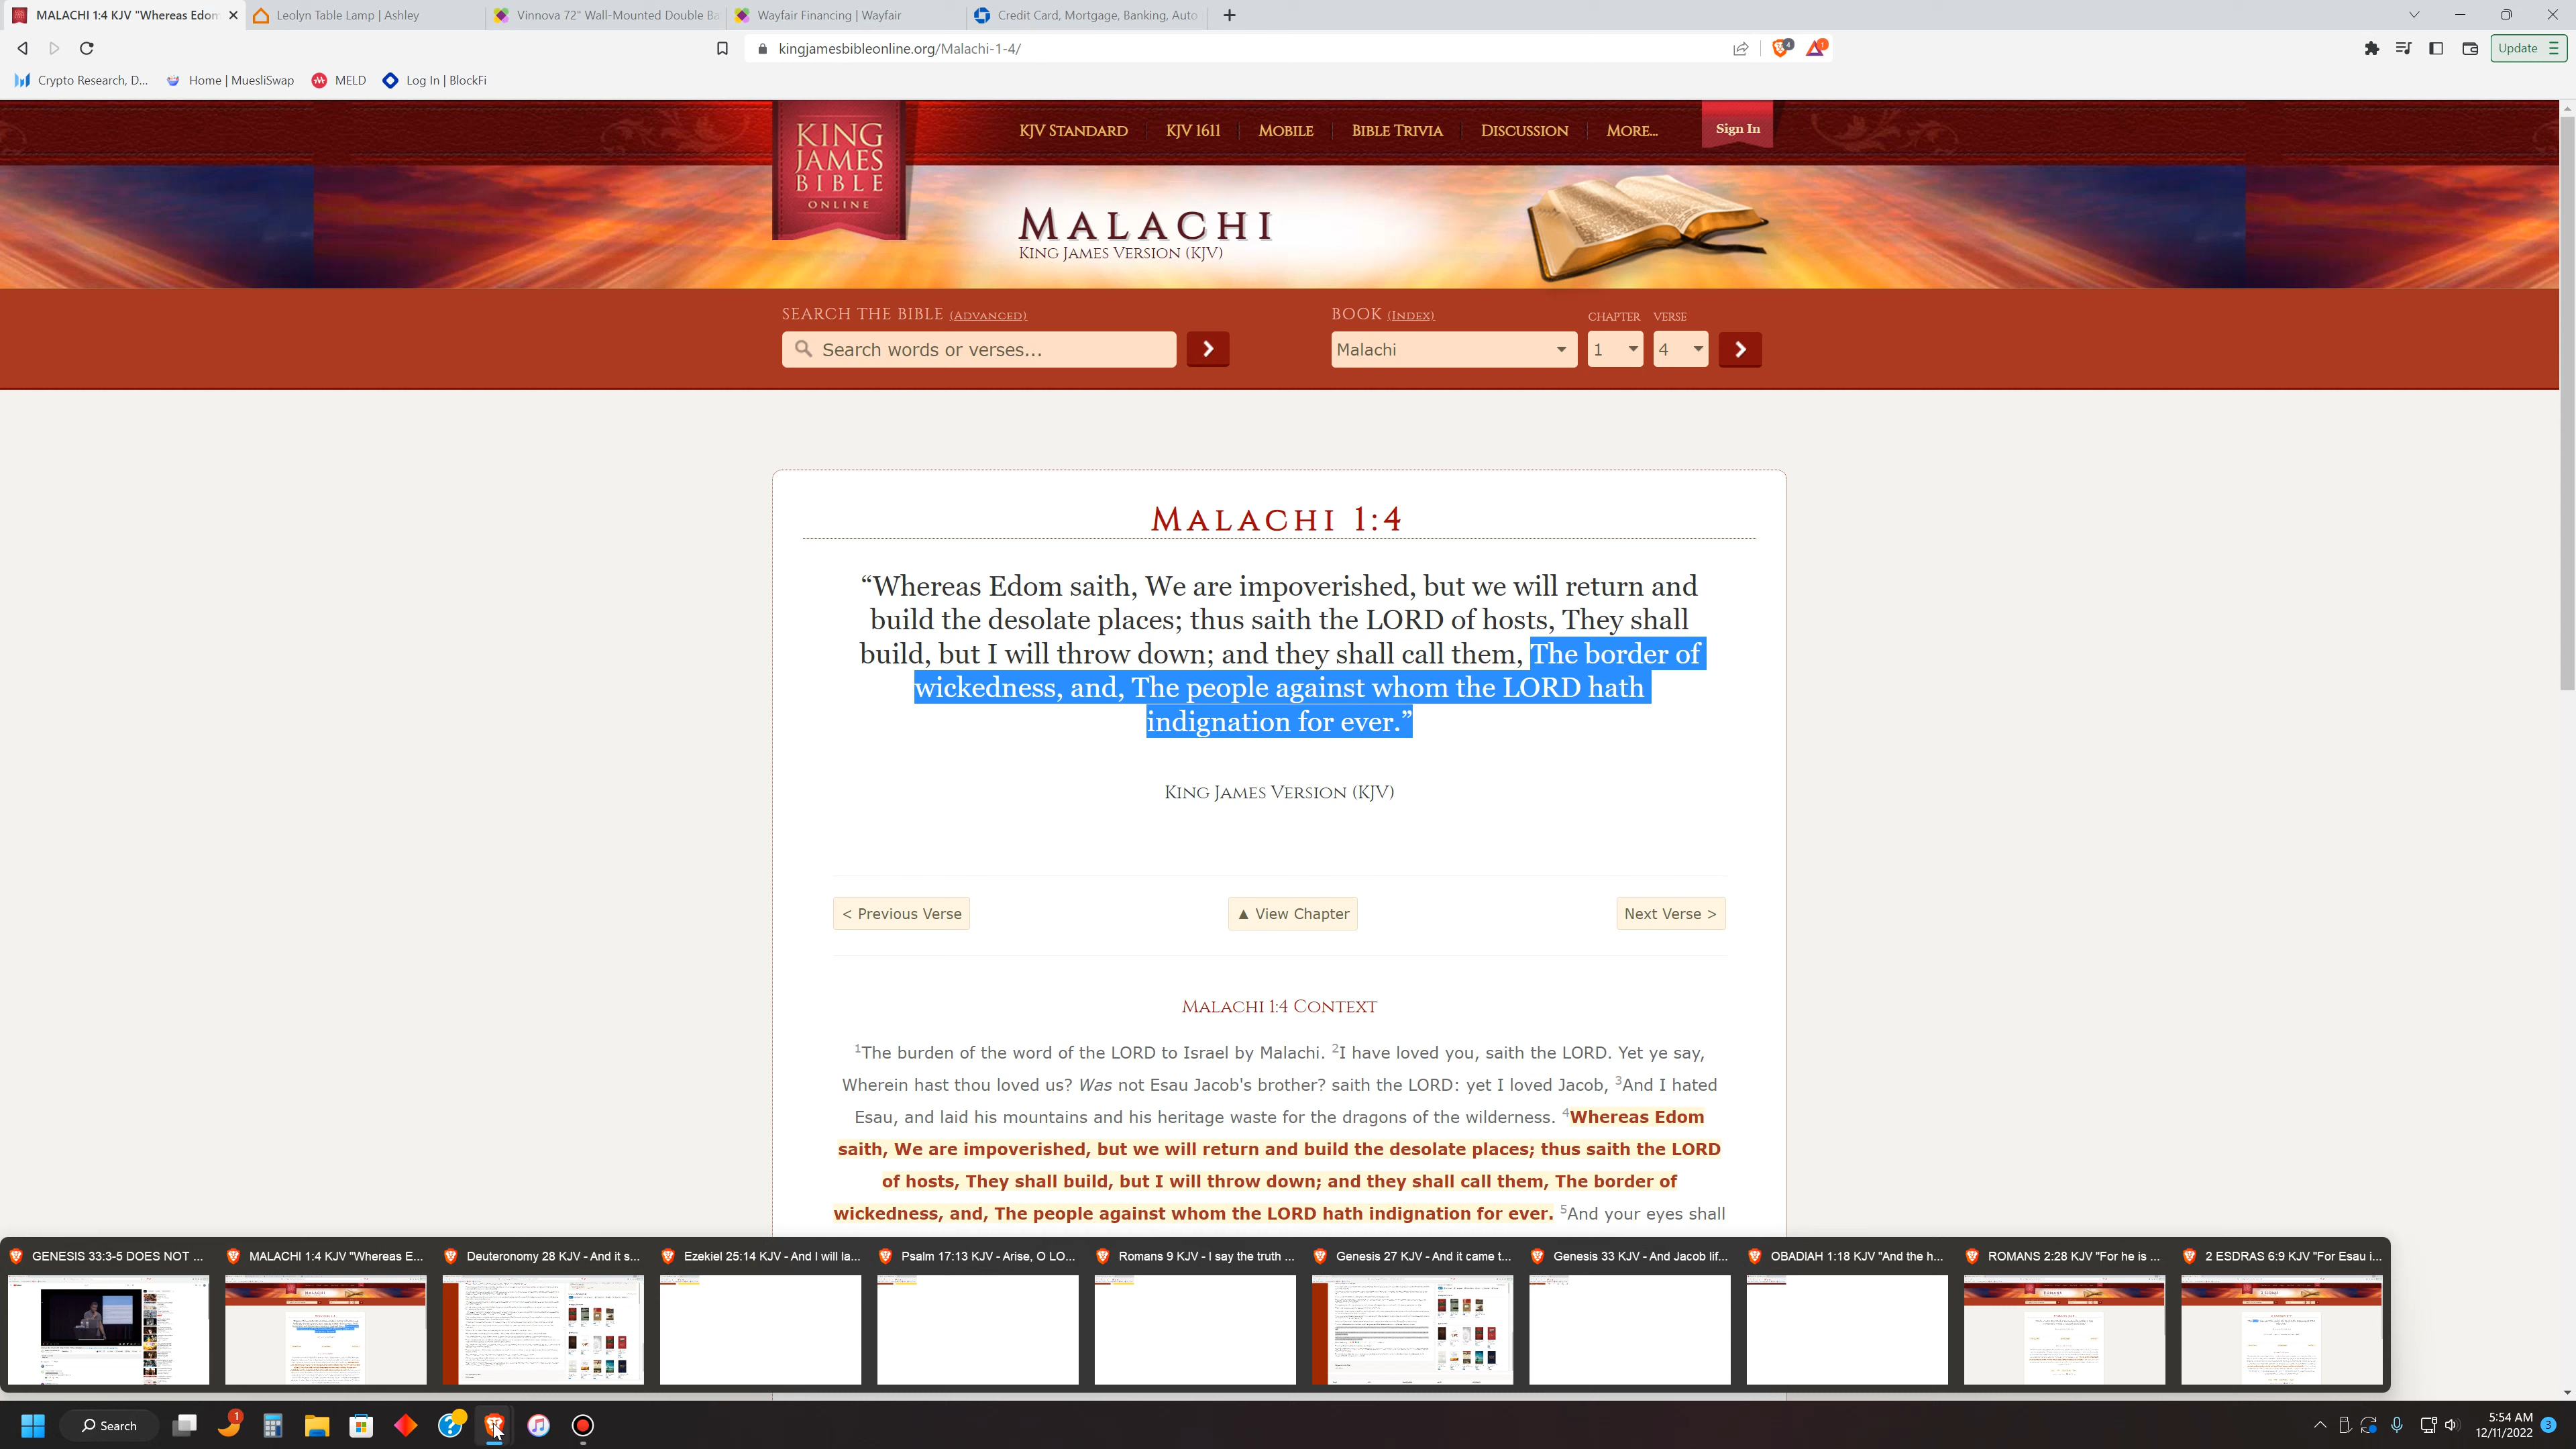 MALACHI 1:4 KJV "Whereas Edom
Leolyn Table Lamp | Ashley
Vinnova 72" Wall-Mounted Double Ba
Wayfair Financing | Wayfair
Credit Card, Mortgage, Banking, Auto
kingjamesbibleonline.org/Malachi-1-4/
4
1
Update
Crypto Research, D...
Home | MuesliSwap
MELD
Log In | BlockFi
KING
JAMES
BIBLE
ONLINE
KJV STANDARD
KJV 1611
MOBILE
BIBLE TRIVIA
DISCUSSION
MORE...
Sign In
MALACHI
KING JAMES VERSION (KJV)
SEARCH THE BIBLE (ADVANCED)
BOOK (INDEX)
CHAPTER
VERSE
Search words or verses...
Malachi
1
4
MALACHI 1:4
“Whereas Edom saith, We are impoverished, but we will return and
build the desolate places; thus saith the LORD of hosts, They shall
build, but I will throw down; and they shall call them, The border of
wickedness, and, The people against whom the LORD hath
indignation for ever.”
KING JAMES VERSION (KJV)
< Previous Verse
▲ View Chapter
Next Verse >
MALACHI 1:4 CONTEXT
1The burden of the word of the LORD to Israel by Malachi. 2I have loved you, saith the LORD. Yet ye say,
Wherein hast thou loved us? Was not Esau Jacob's brother? saith the LORD: yet I loved Jacob, 3And I hated
Esau, and laid his mountains and his heritage waste for the dragons of the wilderness. 4Whereas Edom
saith, We are impoverished, but we will return and build the desolate places; thus saith the LORD
of hosts, They shall build, but I will throw down; and they shall call them, The border of
wickedness, and, The people against whom the LORD hath indignation for ever. 5And your eyes shall
GENESIS 33:3-5 DOES NOT ...
MALACHI 1:4 KJV "Whereas E...
Deuteronomy 28 KJV - And it s...
Ezekiel 25:14 KJV - And I will la...
Psalm 17:13 KJV - Arise, O LO...
Romans 9 KJV - I say the truth ...
Genesis 27 KJV - And it came t...
Genesis 33 KJV - And Jacob lif...
OBADIAH 1:18 KJV "And the h...
ROMANS 2:28 KJV "For he is ...
2 ESDRAS 6:9 KJV "For Esau i...
Search
1
5:54 AM
12/11/2022
3